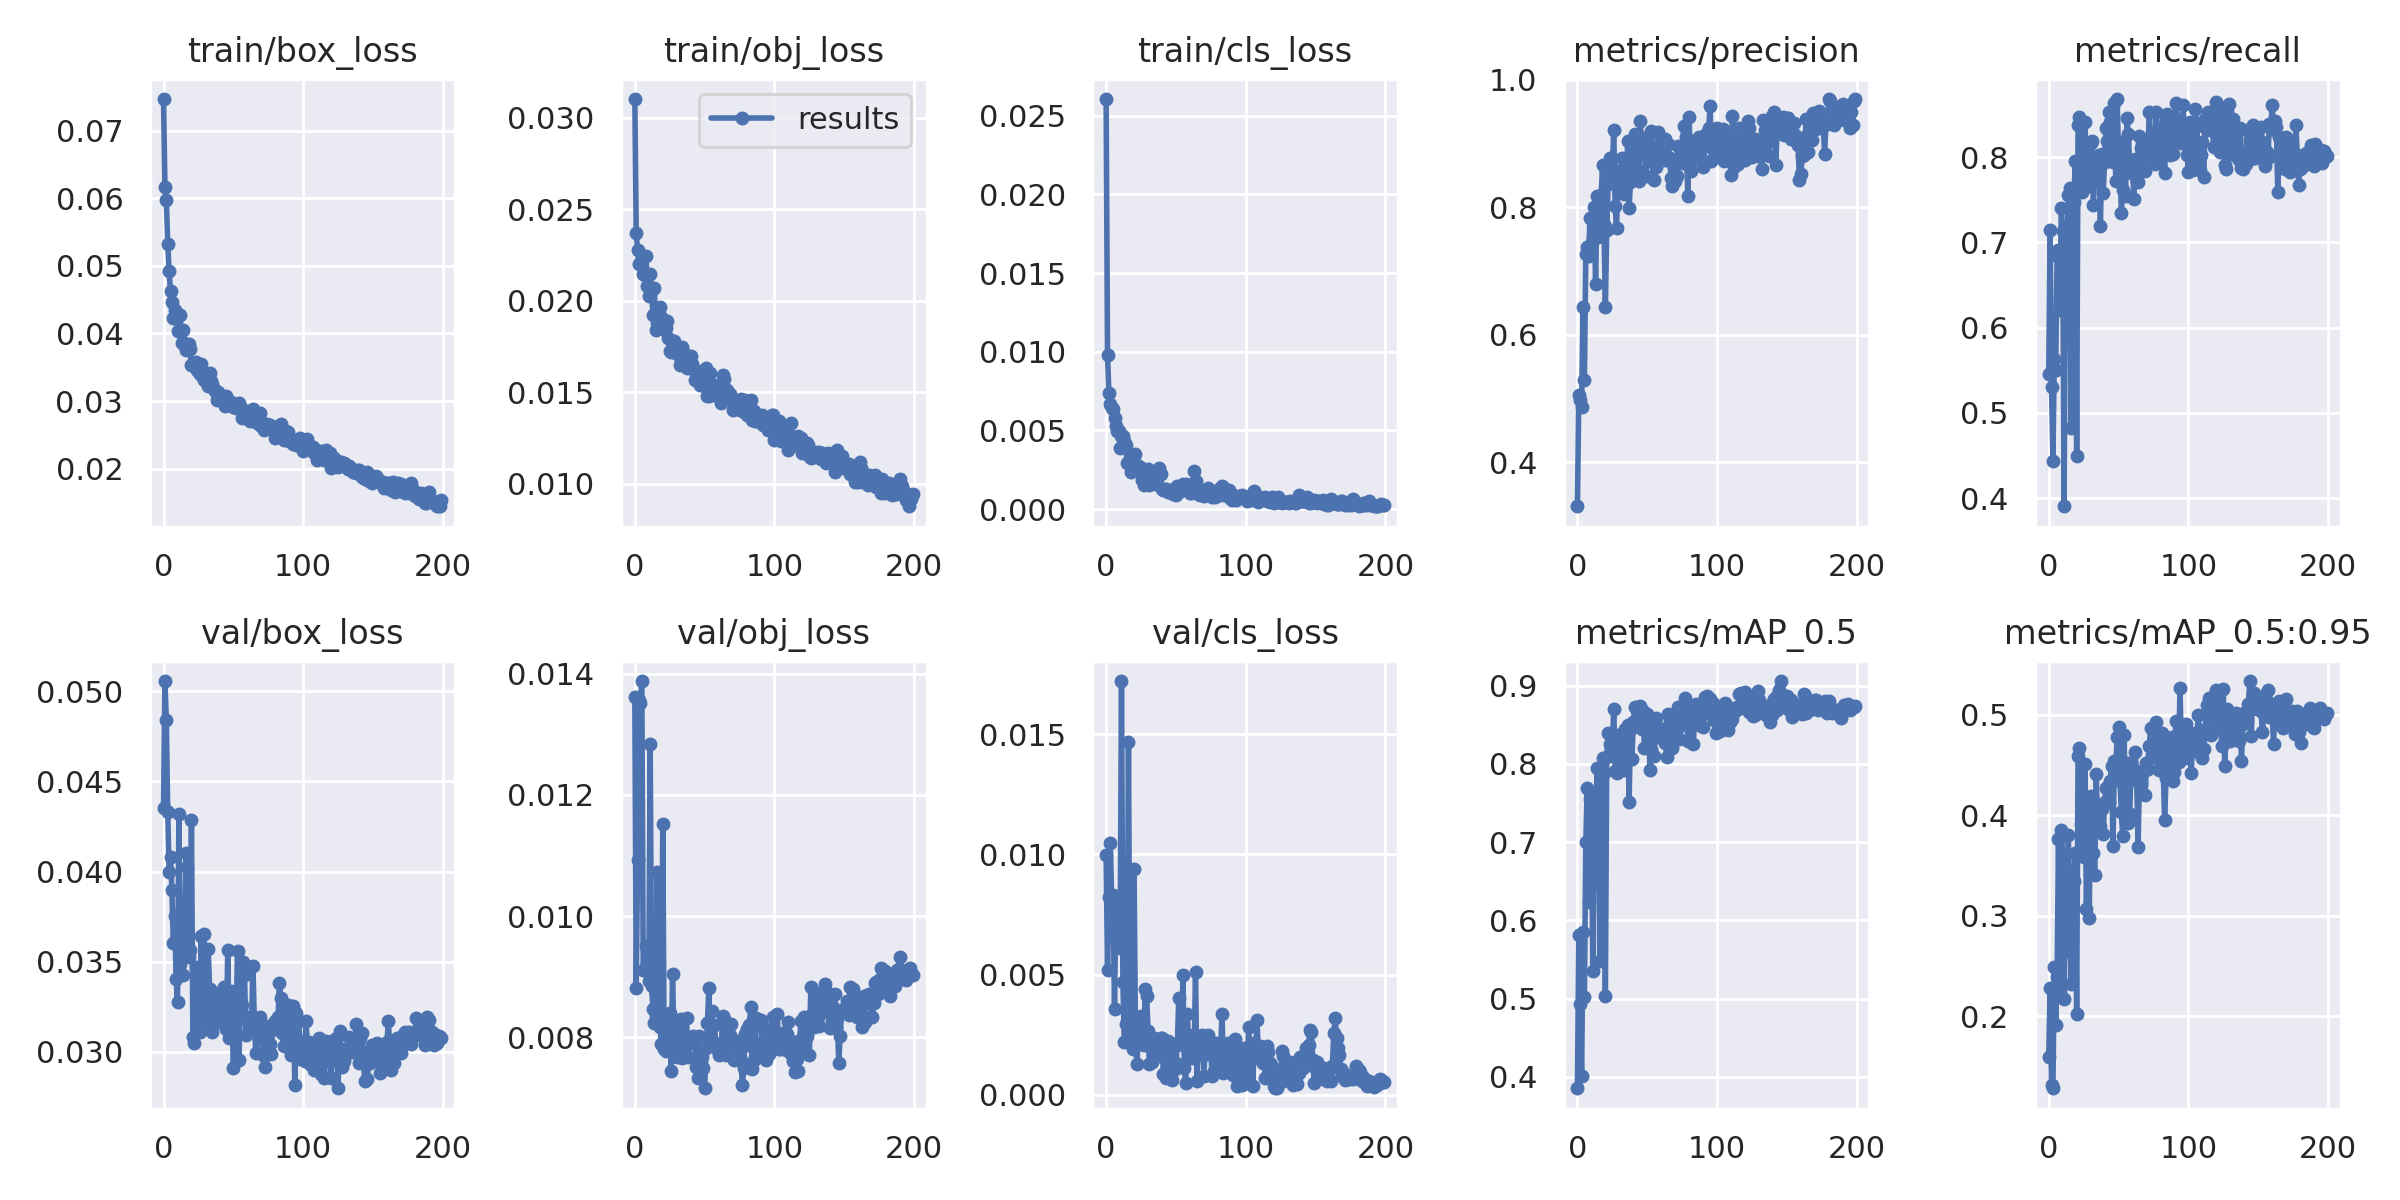 train/box_loss train/obj_loss train/cls_loss metrics/precision metrics/recall
results
0.07 0.06 0.05 0.04 0.03 0.02
0 100 200
0.030 0.025 0.020 0.015 0.010
0 100 200
0.025 0.020 0.015 0.010 0.005 0.000
0 100 200
1.0 0.8 0.6 0.4
0 100 200
0.8 0.7 0.6 0.5 0.4
0 100 200
val/box_loss val/obj_loss val/cls_loss metrics/mAP_0.5 metrics/mAP_0.5:0.95
0.050 0.045 0.040 0.035 0.030
0 100 200
0.014 0.012 0.010 0.008
0 100 200
0.015 0.010 0.005 0.000
0 100 200
0.9 0.8 0.7 0.6 0.5 0.4
0 100 200
0.5 0.4 0.3 0.2
0 100 200